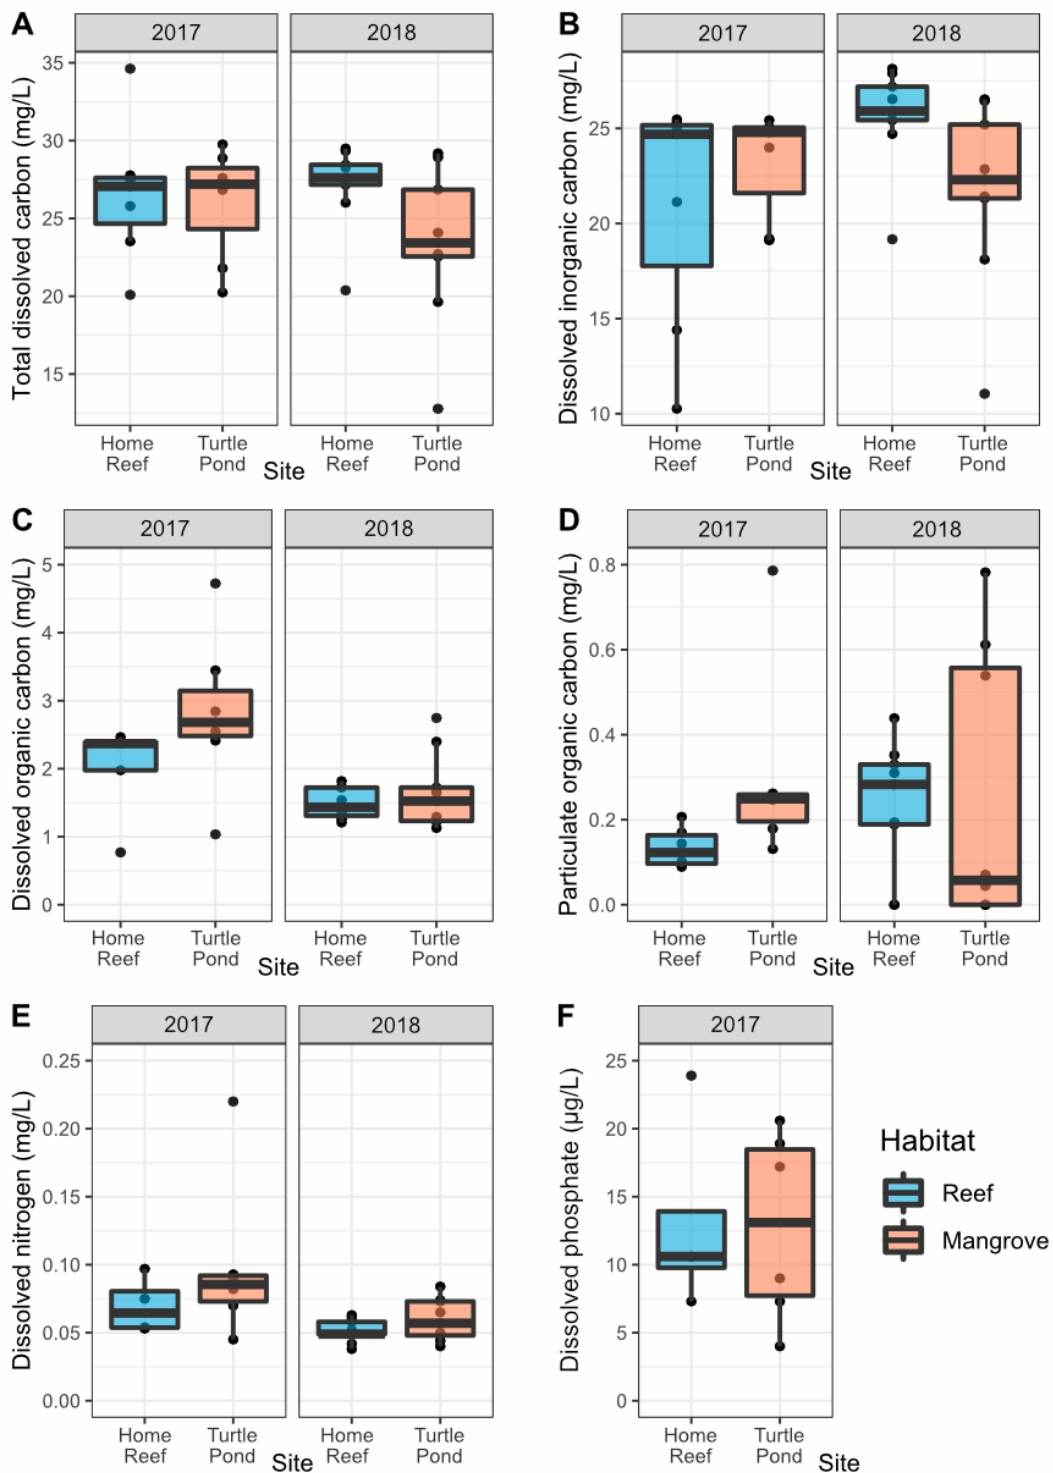 A
2017
2018
Total dissolved carbon (mg/L)
35
30
25
20
15
Home
Reef
Turtle
Pond
Home
Reef
Turtle
Pond
Site
B
2017
2018
Dissolved inorganic carbon (mg/L)
25
20
15
10
Home
Reef
Turtle
Pond
Home
Reef
Turtle
Pond
Site
C
2017
2018
Dissolved organic carbon (mg/L)
5
4
3
2
1
0
Home
Reef
Turtle
Pond
Home
Reef
Turtle
Pond
Site
D
2017
2018
Particulate organic carbon (mg/L)
0.8
0.6
0.4
0.2
0.0
Home
Reef
Turtle
Pond
Home
Reef
Turtle
Pond
Site
E
2017
2018
Dissolved nitrogen (mg/L)
0.25
0.20
0.15
0.10
0.05
0.00
Home
Reef
Turtle
Pond
Home
Reef
Turtle
Pond
Site
F
2017
Dissolved phosphate (µg/L)
25
20
15
10
5
0
Home
Reef
Turtle
Pond
Site
Habitat
Reef
Mangrove